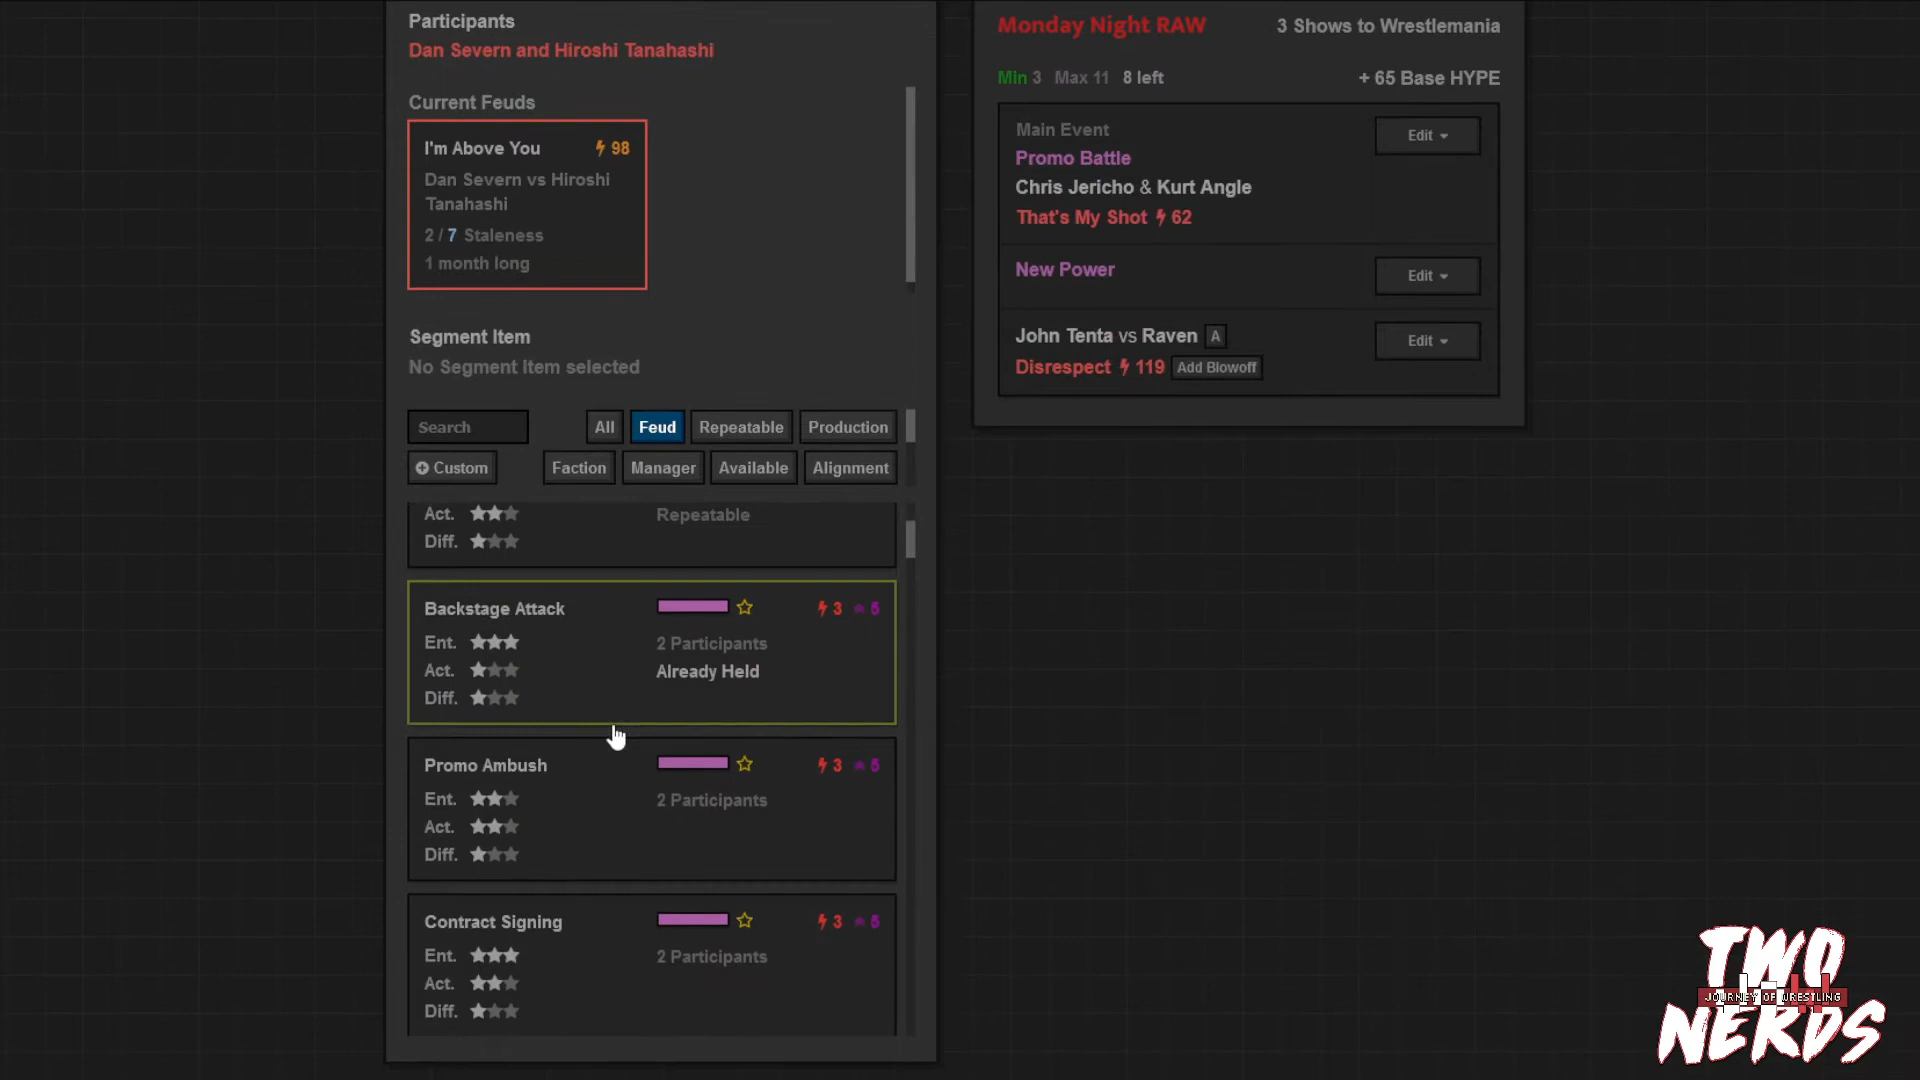 Participants
Dan Severn and Hiroshi Tanahashi
Current Feuds
I'm Above You 98
Dan Severn vs Hiroshi
Tanahashi
2 / 7 Staleness
1 month long
Segment Item
No Segment Item selected
Search All Feud Repeatable Production
Custom Faction Manager Available Alignment
Act. Repeatable
Diff.
Backstage Attack 3 5
Ent. 2 Participants
Act. Already Held
Diff.
Promo Ambush 3 5
Ent. 2 Participants
Act.
Diff.
Contract Signing 3 5
Ent. 2 Participants
Act.
Diff.
Monday Night RAW 3 Shows to Wrestlemania
Min 3 Max 11 8 left + 65 Base HYPE
Main Event Edit
Promo Battle
Chris Jericho & Kurt Angle
That's My Shot 62
New Power Edit
John Tenta vs Raven A Edit
Disrespect 119 Add Blowoff
TWO
JOURNEY OF WRESTLING
NERDS